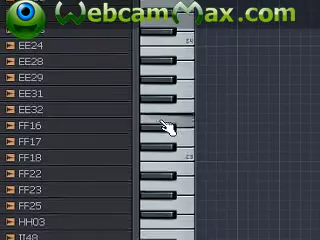 WebcamMax.com
EE24
EE28
EE29
EE31
EE32
FF16
FF17
FF18
FF22
FF23
FF25
HH03